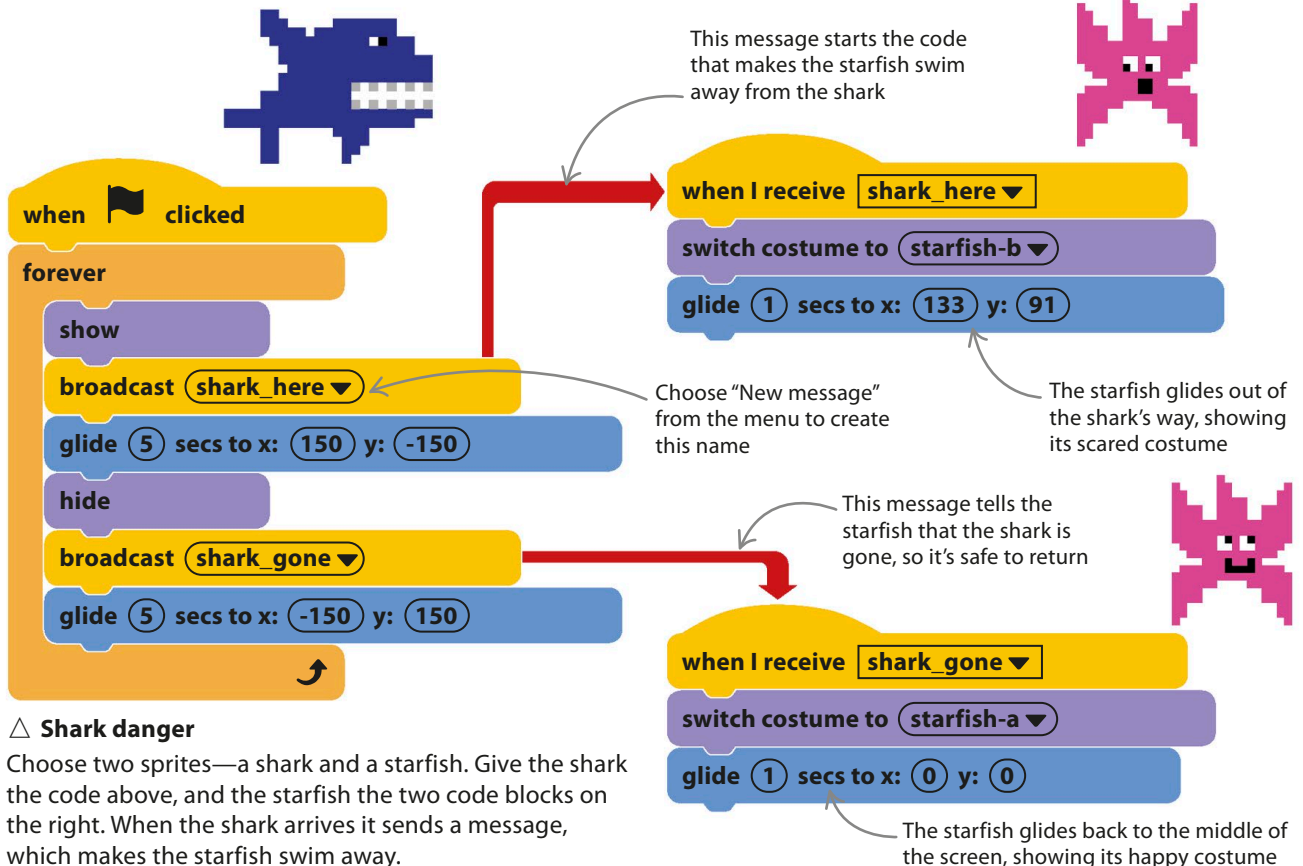 This message starts the code
that makes the starfish swim
away from the shark
when clicked
forever
show
broadcast shark_here
glide 5 secs to x: 150 y: -150
hide
broadcast shark_gone
glide 5 secs to x: -150 y: 150
when I receive shark_here
switch costume to starfish-b
glide 1 secs to x: 133 y: 91
Choose “New message”
from the menu to create
this name
The starfish glides out of
the shark’s way, showing
its scared costume
This message tells the
starfish that the shark is
gone, so it’s safe to return
when I receive shark_gone
switch costume to starfish-a
glide 1 secs to x: 0 y: 0
The starfish glides back to the middle of
the screen, showing its happy costume
△ Shark danger
Choose two sprites—a shark and a starfish. Give the shark
the code above, and the starfish the two code blocks on
the right. When the shark arrives it sends a message,
which makes the starfish swim away.